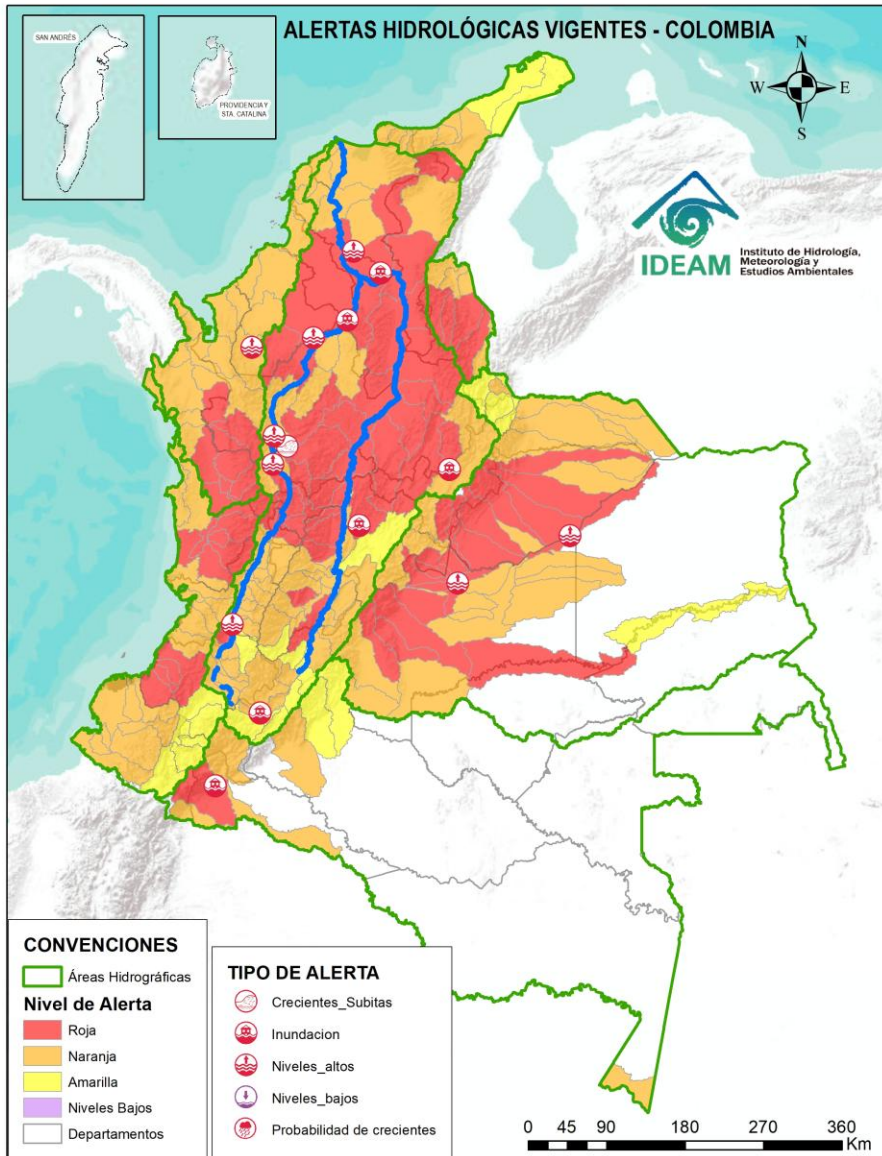 ALERTAS HIDROLÓGICAS VIGENTES - COLOMBIA
SAN ANDRÉS
PROVIDENCIA Y
STA. CATALINA
N
W E
S
IDEAM
Instituto de Hidrología,
Meteorología y
Estudios Ambientales
CONVENCIONES
Áreas Hidrográficas
Nivel de Alerta
Roja
Naranja
Amarilla
Niveles Bajos
Departamentos
TIPO DE ALERTA
Crecientes_Subitas
Inundacion
Niveles_altos
Niveles_bajos
Probabilidad de crecientes
0 45 90 180 270 360
Km